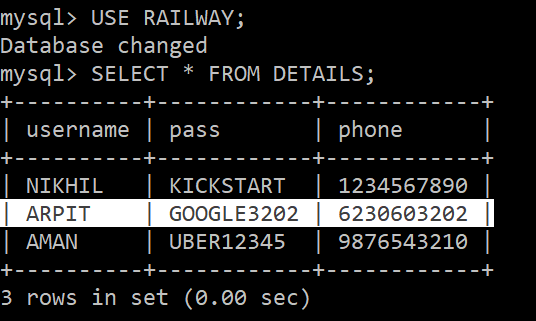 mysql> USE RAILWAY;
Database changed
mysql> SELECT * FROM DETAILS;
+----------+------------+------------+
| username | pass       | phone      |
+----------+------------+------------+
| NIKHIL   | KICKSTART  | 1234567890 |
| ARPIT    | GOOGLE3202 | 6230603202 |
| AMAN     | UBER12345  | 9876543210 |
+----------+------------+------------+
3 rows in set (0.00 sec)